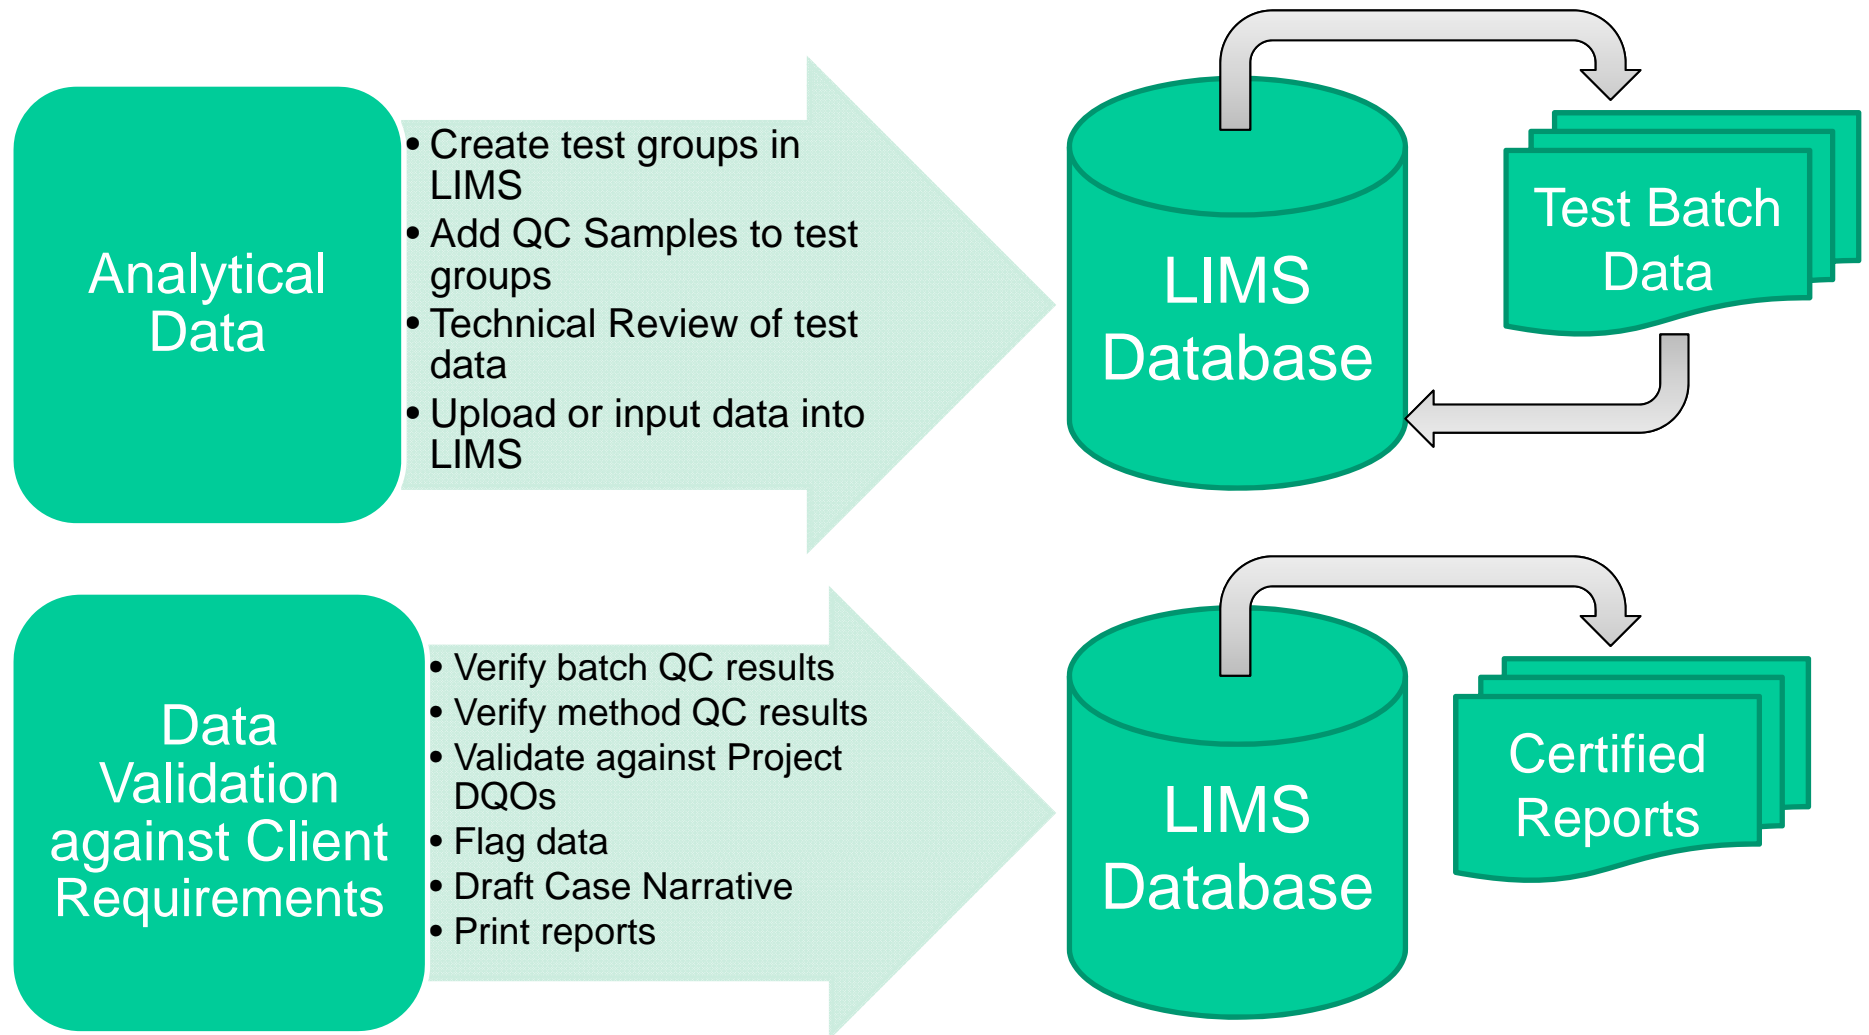 Analytical
Data
• Create test groups in
LIMS
• Add QC Samples to test
groups
• Technical Review of test
data
• Upload or input data into
LIMS
LIMS
Database
Test Batch
Data
Data
Validation
against Client
Requirements
• Verify batch QC results
• Verify method QC results
• Validate against Project
DQOs
• Flag data
• Draft Case Narrative
• Print reports
LIMS
Database
Certified
Reports